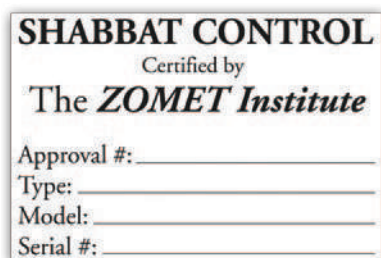 SHABBAT CONTROL
Certified by
The ZOMET Institute
Approval #:
Type:
Model:
Serial #: